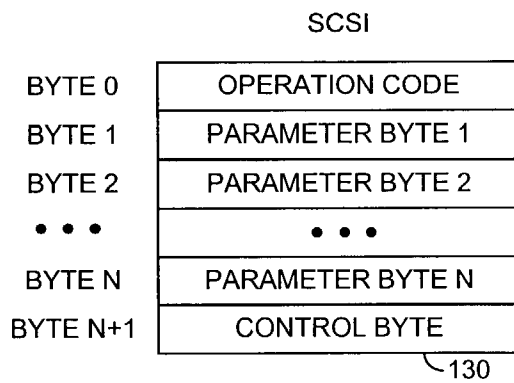 SCSI
BYTE 0 OPERATION CODE
BYTE 1 PARAMETER BYTE 1
BYTE 2 PARAMETER BYTE 2
• • • • • •
BYTE N PARAMETER BYTE N
BYTE N+1 CONTROL BYTE
130